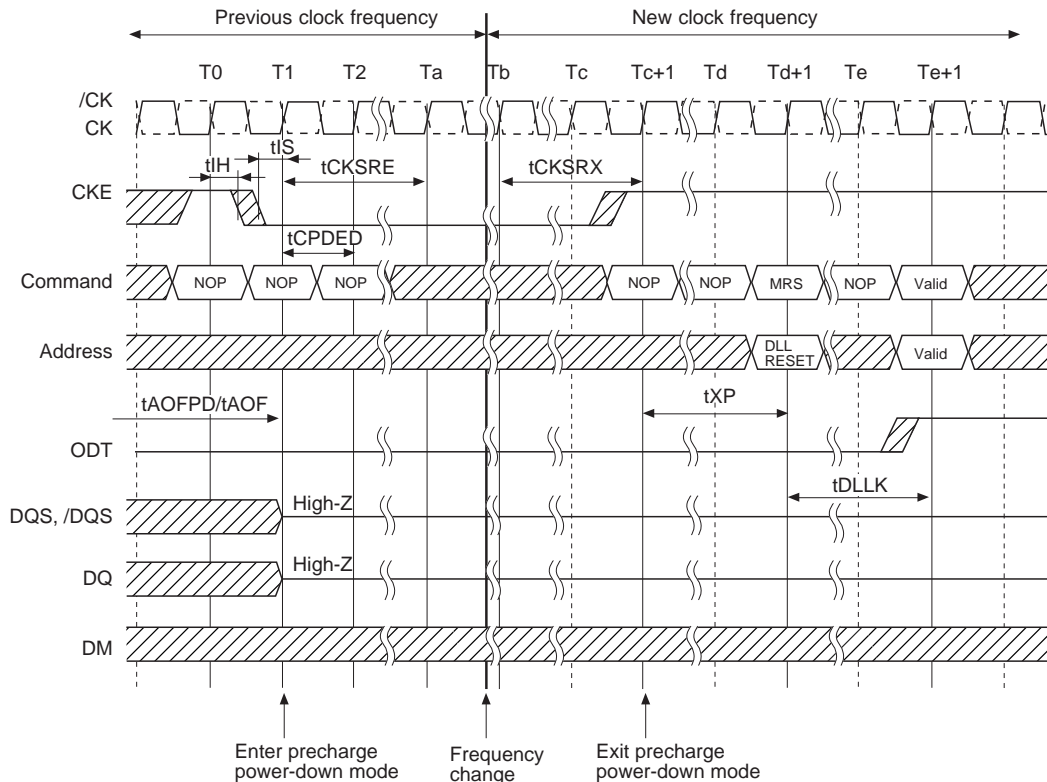 Previous clock frequency New clock frequency
T0 T1 T2 Ta Tb Tc Tc+1 Td Td+1 Te Te+1
/CK
CK
tIS
tIH tCKSRE tCKSRX
CKE
tCPDED
Command NOP NOP NOP NOP NOP MRS NOP Valid
Address DLL RESET Valid
tAOFPD/tAOF tXP
ODT
tDLLK
DQS, /DQS High-Z
DQ High-Z
DM
Enter precharge
power-down mode
Frequency
change
Exit precharge
power-down mode